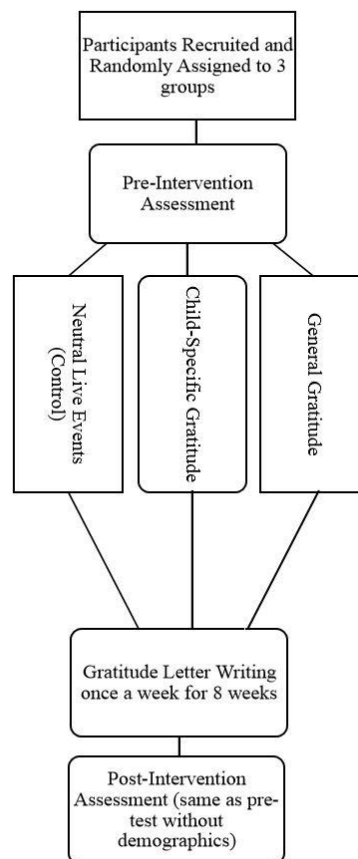 Participants Recruited and
Randomly Assigned to 3
groups
Pre-Intervention
Assessment
Neutral Live Events
(Control)
Child-Specific Gratitude
General Gratitude
Gratitude Letter Writing
once a week for 8 weeks
Post-Intervention
Assessment (same as pre-
test without
demographics)